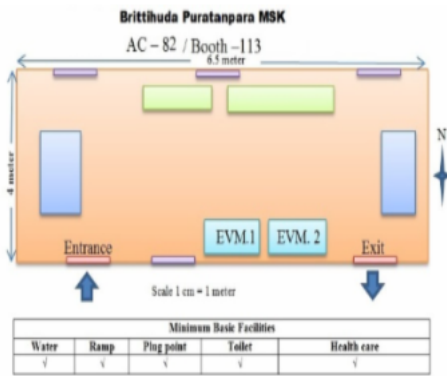 Brittihuda Puratanpara MSK
AC – 82 / Booth –113
6.5 meter
4 meter
N
EVM.1 EVM. 2
Entrance Exit
Scale 1 cm = 1 meter
Minimum Basic Facilities
Water Ramp Plug point Toilet Health care
√ √ √ √ √